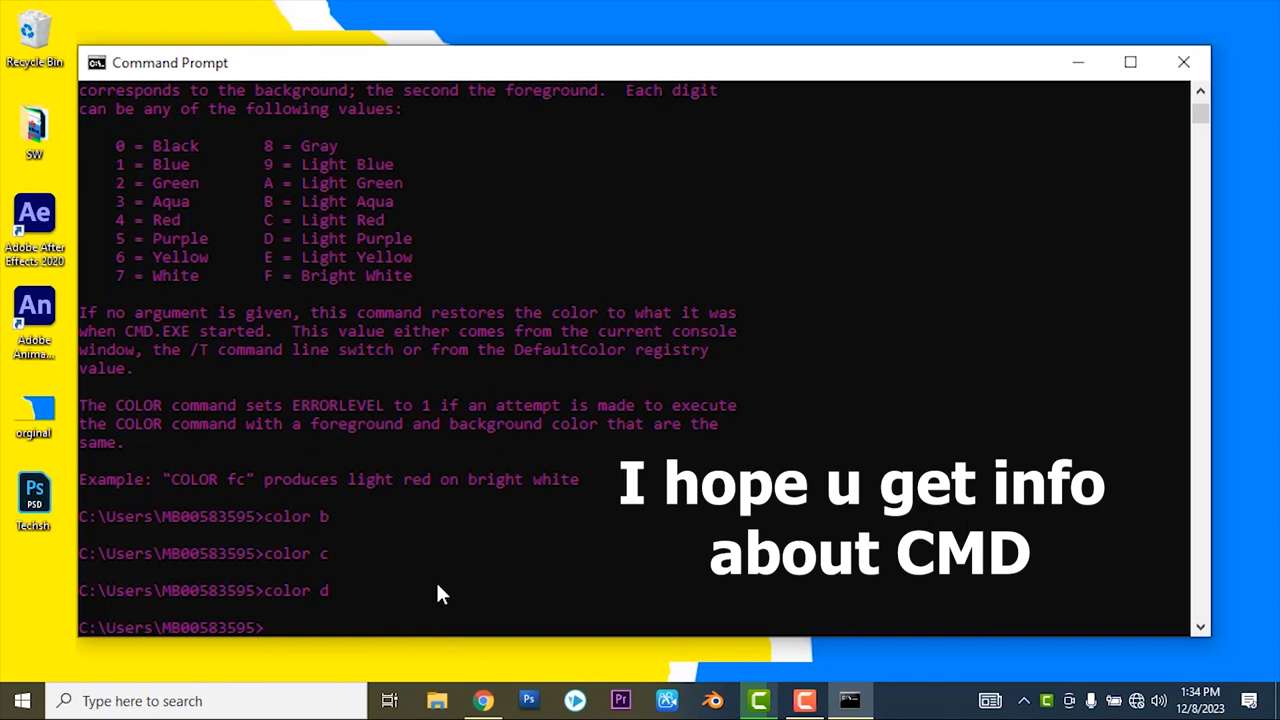 Recycle Bin
SW
Ae
Adobe After
Effects 2020
An
Adobe
Anima...
orginal
Ps
PSD
Techsh
C:\.
Command Prompt
corresponds to the background; the second the foreground.  Each digit
can be any of the following values:
0 = Black       8 = Gray
1 = Blue        9 = Light Blue
2 = Green       A = Light Green
3 = Aqua        B = Light Aqua
4 = Red         C = Light Red
5 = Purple      D = Light Purple
6 = Yellow      E = Light Yellow
7 = White       F = Bright White
If no argument is given, this command restores the color to what it was
when CMD.EXE started.  This value either comes from the current console
window, the /T command line switch or from the DefaultColor registry
value.
The COLOR command sets ERRORLEVEL to 1 if an attempt is made to execute
the COLOR command with a foreground and background color that are the
same.
Example: "COLOR fc" produces light red on bright white
C:\Users\MB00583595>color b
C:\Users\MB00583595>color c
C:\Users\MB00583595>color d
C:\Users\MB00583595>
I hope u get info
about CMD
Type here to search
Ps
Pr
C
C
C
1:34 PM
12/8/2023